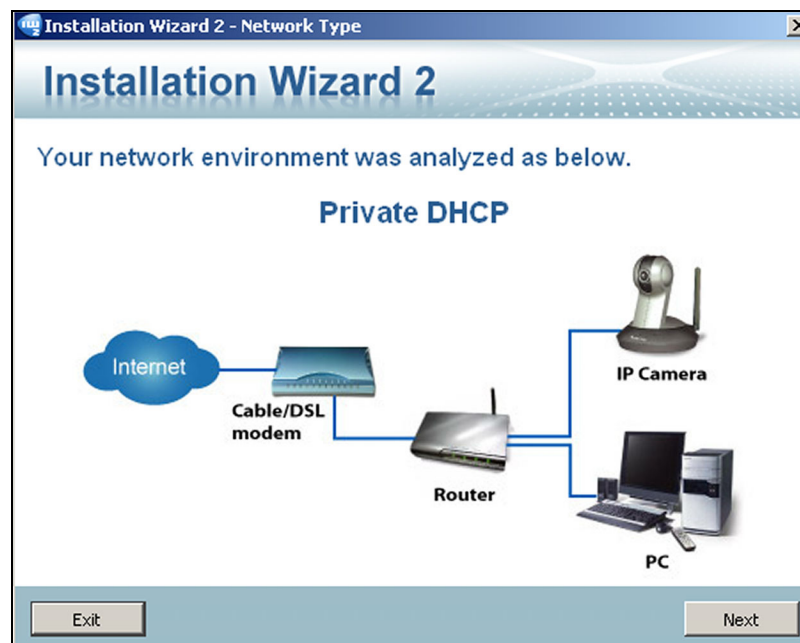 Installation Wizard 2 - Network Type
Installation Wizard 2
Your network environment was analyzed as below.
Private DHCP
Internet
Cable/DSL
modem
Router
IP Camera
PC
Exit
Next